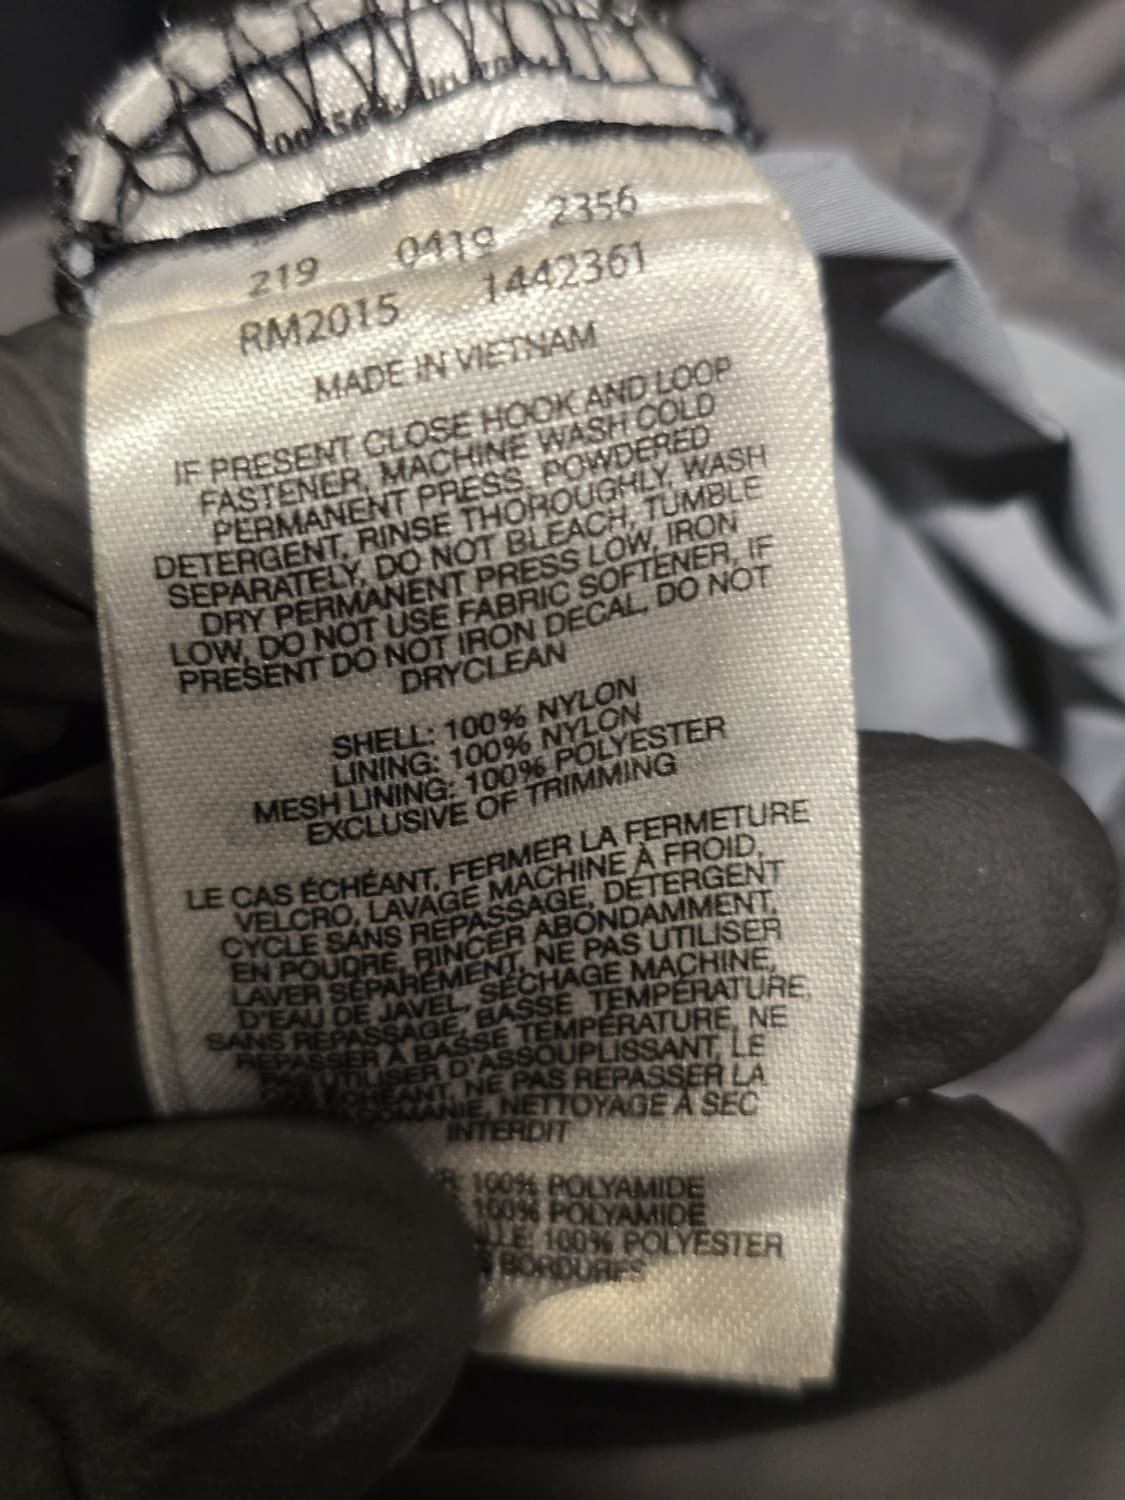 219 0419 2356
RM2015 1442361
MADE IN VIETNAM
IF PRESENT CLOSE HOOK AND LOOP
FASTENER, MACHINE WASH COLD
PERMANENT PRESS, POWDERED
DETERGENT, RINSE THOROUGHLY, WASH
SEPARATELY, DO NOT BLEACH, TUMBLE
DRY PERMANENT PRESS LOW, IRON
LOW, DO NOT USE FABRIC SOFTENER, IF
PRESENT DO NOT IRON DECAL, DO NOT
DRYCLEAN
SHELL: 100% NYLON
LINING: 100% NYLON
MESH LINING: 100% POLYESTER
EXCLUSIVE OF TRIMMING
LE CAS ÉCHÉANT, FERMER LA FERMETURE
VELCRO, LAVAGE MACHINE À FROID,
CYCLE SANS REPASSAGE, DÉTERGENT
EN POUDRE, RINCER ABONDAMMENT,
LAVER SÉPARÉMENT, NE PAS UTILISER
D'EAU DE JAVEL, SÉCHAGE MACHINE,
SANS REPASSAGE, BASSE TEMPÉRATURE,
REPASSER À BASSE TEMPÉRATURE, NE
UTILISER D'ASSOUPLISSANT, LE
NE PAS REPASSER LA
NETTOYAGE À SEC
INTERDIT
100% POLYAMIDE
100% POLYAMIDE
100% POLYESTER
BORDURES